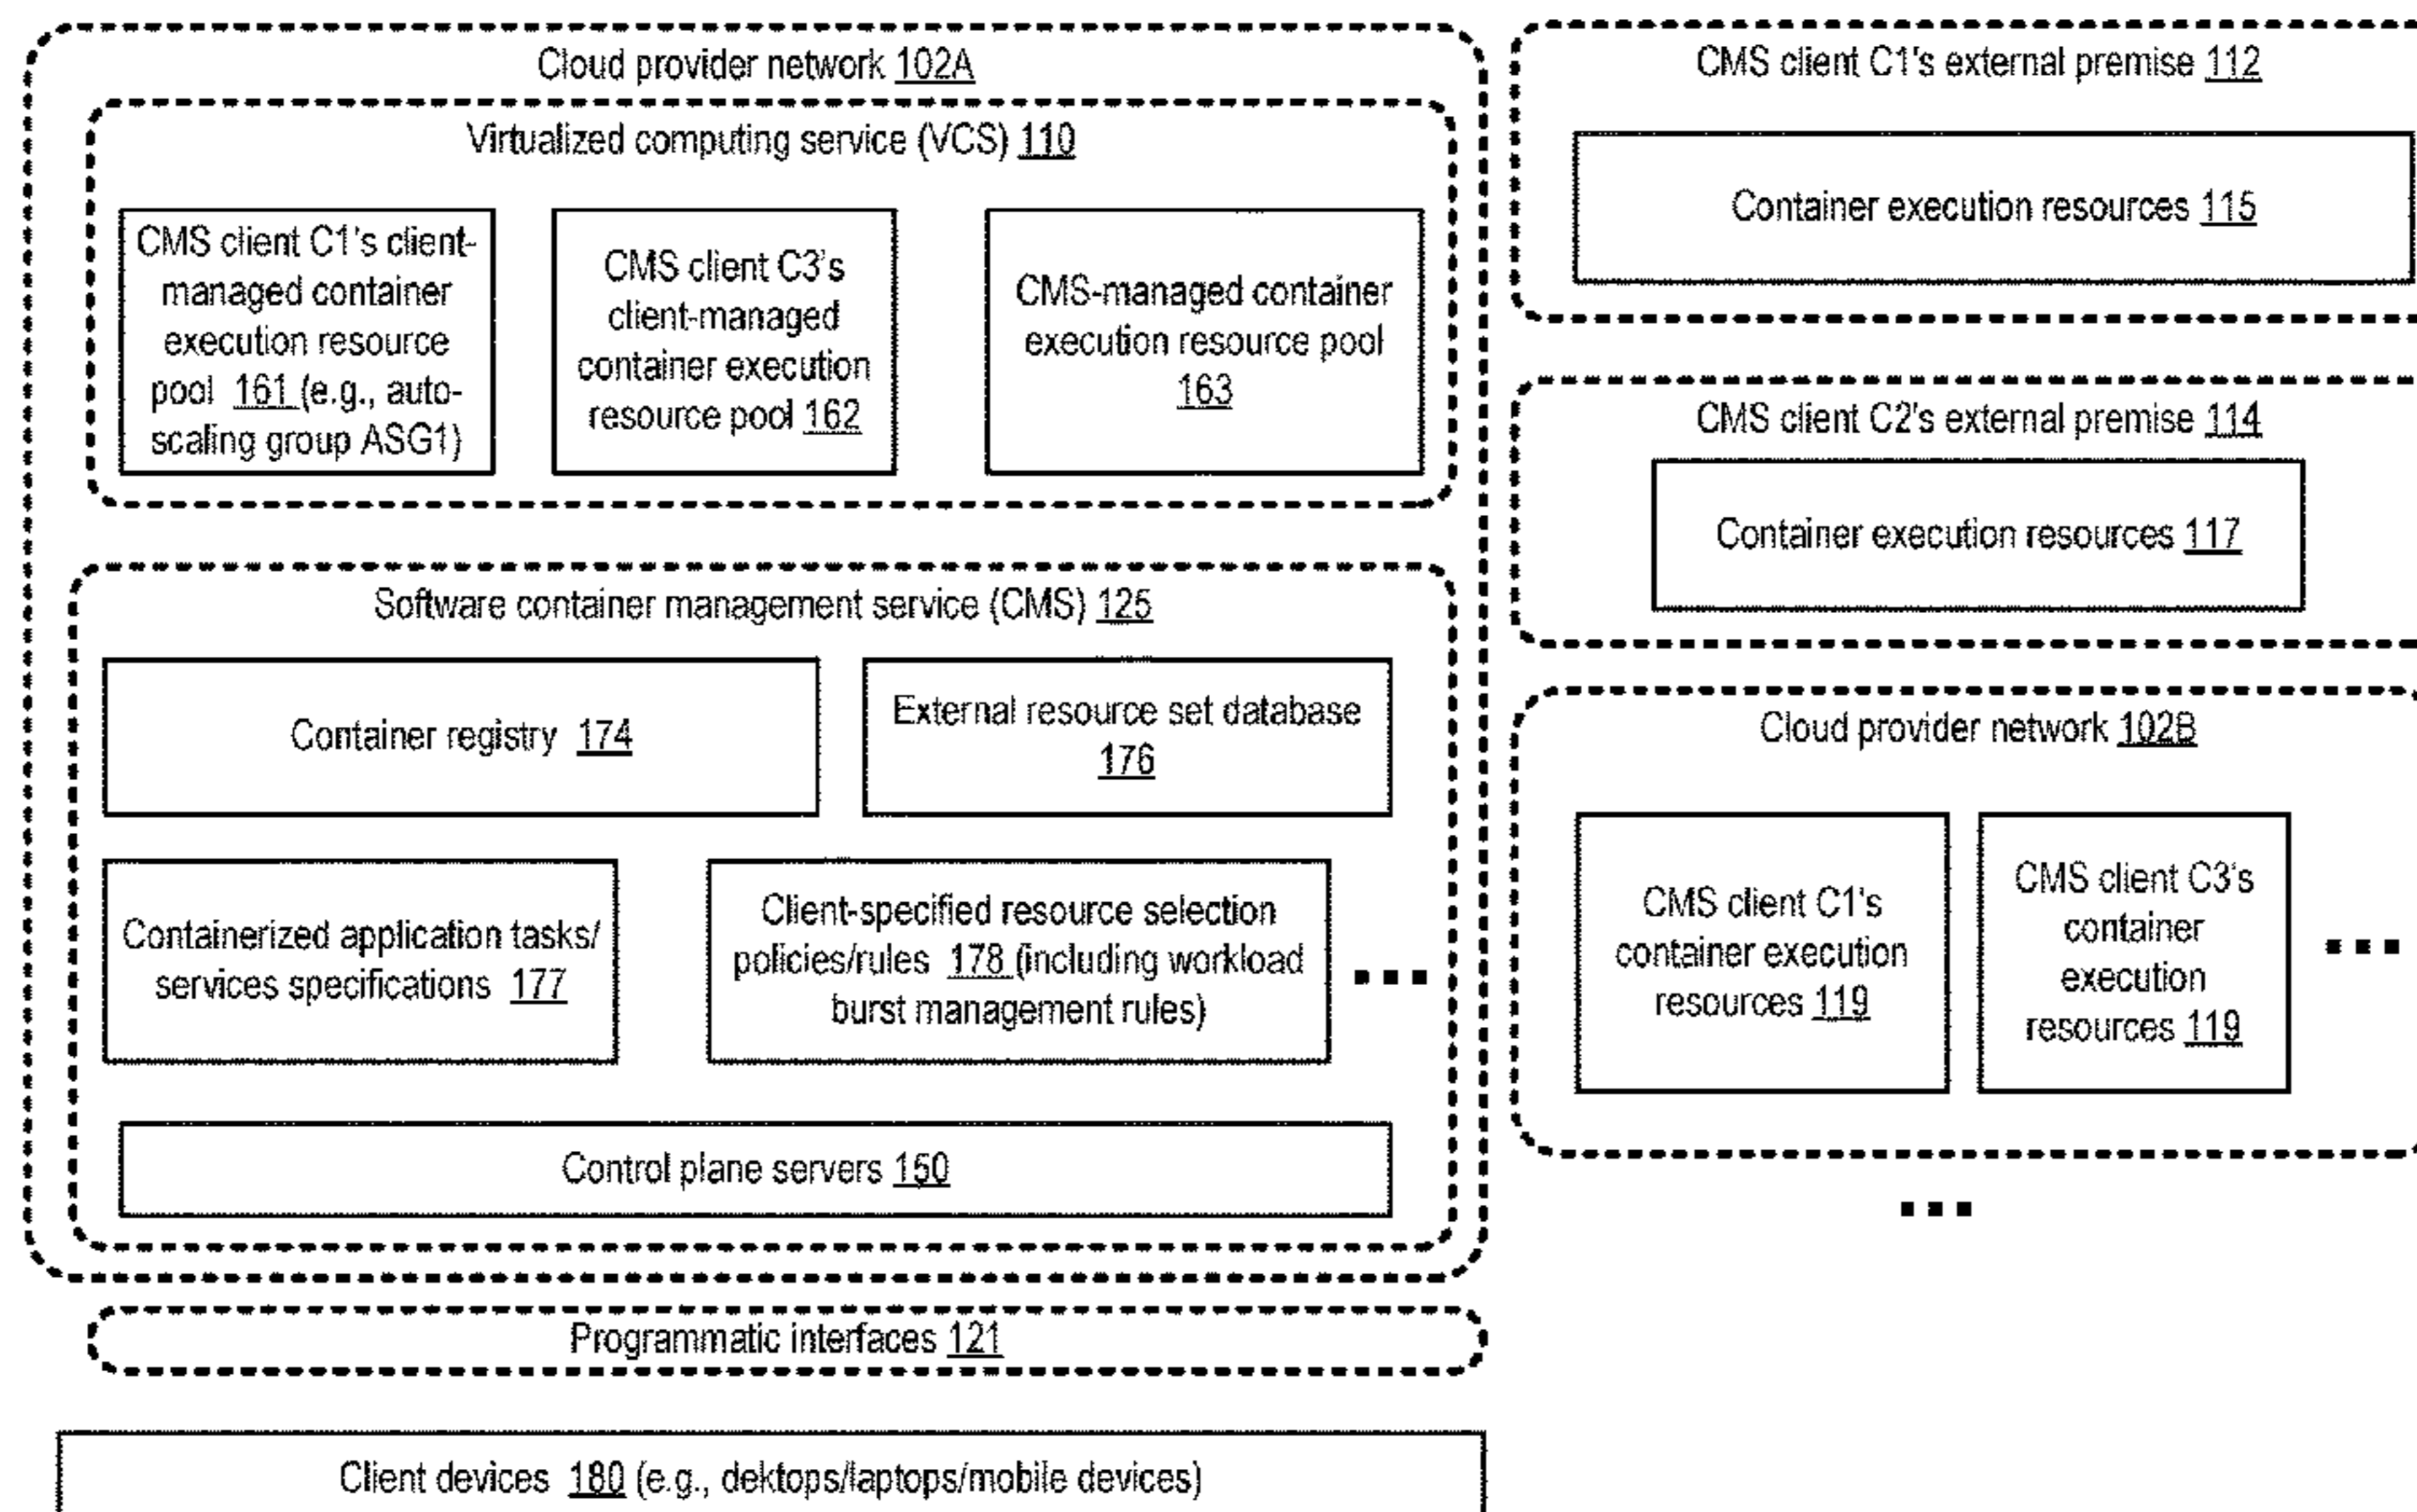 Cloud provider network 102A
Virtualized computing service (VCS) 110
CMS client C1's client-
managed container
execution resource
pool 161 (e.g., auto-
scaling group ASG1)
CMS client C3's
client-managed
container execution
resource pool 162
CMS-managed container
execution resource pool
163
Software container management service (CMS) 125
Container registry 174
External resource set database
176
Containerized application tasks/
services specifications 177
Client-specified resource selection
policies/rules 178 (including workload
burst management rules)
Control plane servers 150
Programmatic interfaces 121
Client devices 180 (e.g., dektops/laptops/mobile devices)
CMS client C1's external premise 112
Container execution resources 115
CMS client C2's external premise 114
Container execution resources 117
Cloud provider network 102B
CMS client C1's
container execution
resources 119
CMS client C3's
container
execution
resources 119